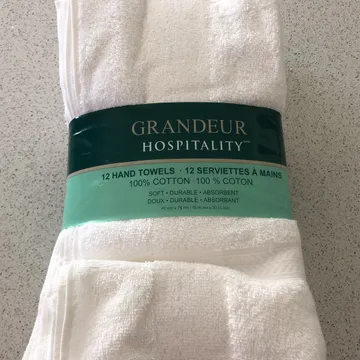 GRANDEUR
HOSPITALITY™
12 HAND TOWELS · 12 SERVIETTES À MAINS
100% COTTON · 100 % COTON
SOFT · DURABLE · ABSORBENT
DOUX · DURABLE · ABSORBANT